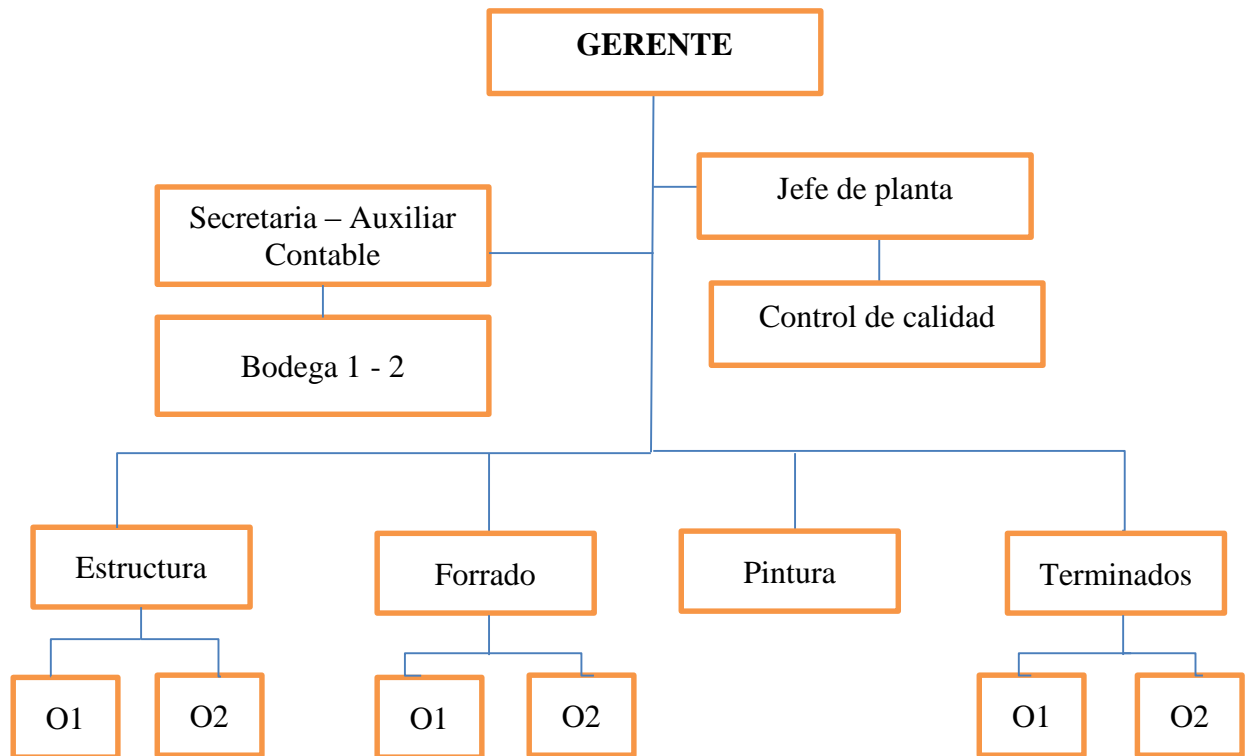 GERENTE
Jefe de planta
Secretaria – Auxiliar
Contable
Control de calidad
Bodega 1 - 2
Estructura
Forrado
Pintura
Terminados
O1
O2
O1
O2
O1
O2